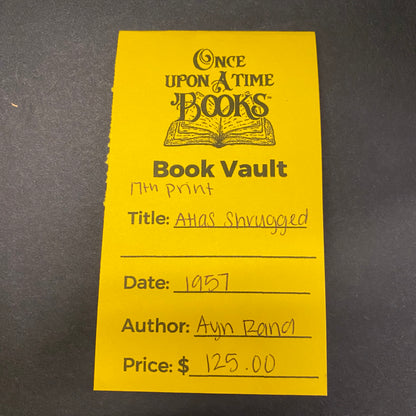 ONCE
UPON A TIME
BOOKS
Book Vault
17th print
Title: Atlas Shrugged
Date: 1957
Author: Ayn Rand
Price: $ 125.00